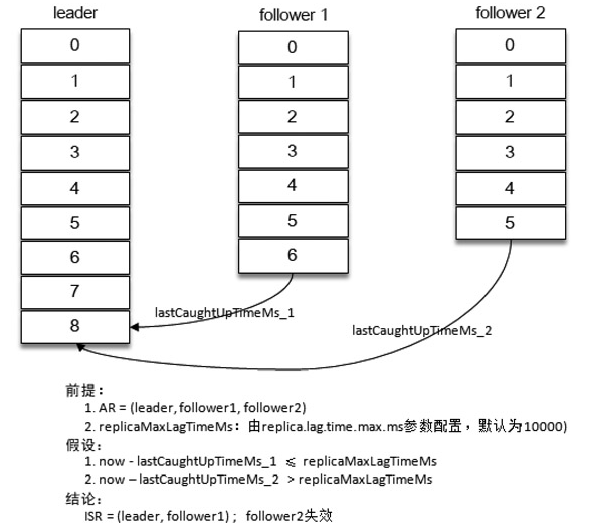 leader
0
1
2
3
4
5
6
7
8
follower 1
0
1
2
3
4
5
6
follower 2
0
1
2
3
4
5
lastCaughtUpTimeMs_1
lastCaughtUpTimeMs_2
前提：
1. AR = (leader, follower1, follower2)
2. replicaMaxLagTimeMs：由replica.lag.time.max.ms参数配置，默认为10000)
假设：
1. now - lastCaughtUpTimeMs_1 ≤ replicaMaxLagTimeMs
2. now – lastCaughtUpTimeMs_2 > replicaMaxLagTimeMs
结论：
ISR = (leader, follower1)； follower2失效